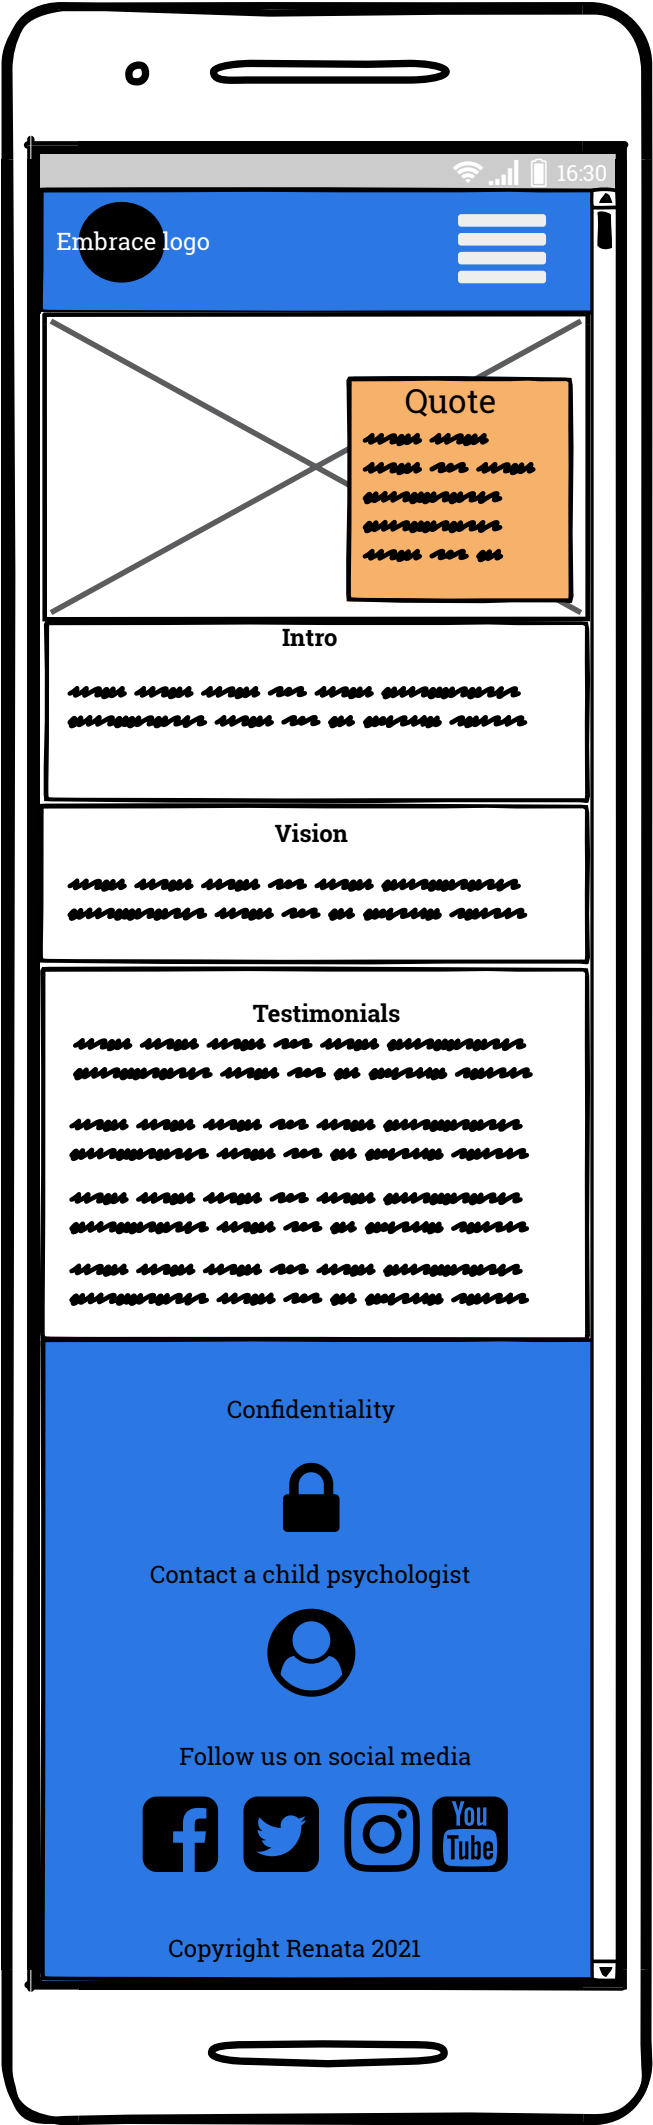 16:30
Embrace logo
Quote
Intro
Vision
Testimonials
Confidentiality
Contact a child psychologist
Follow us on social media
You
Tube
Copyright Renata 2021